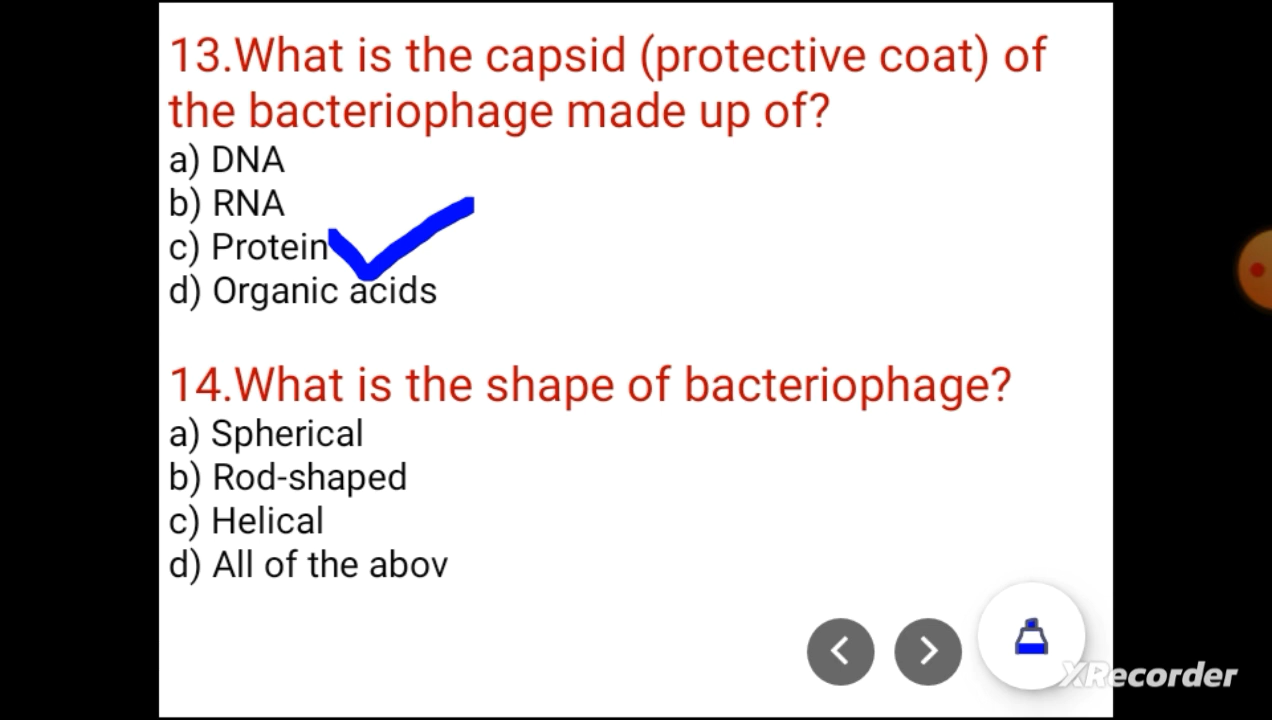 13.What is the capsid (protective coat) of
the bacteriophage made up of?
a) DNA
b) RNA
c) Protein
d) Organic acids
14.What is the shape of bacteriophage?
a) Spherical
b) Rod-shaped
c) Helical
d) All of the abov
XRecorder